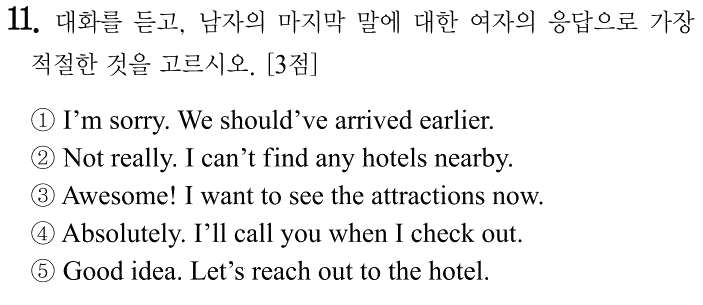 11. 대화를 듣고, 남자의 마지막 말에 대한 여자의 응답으로 가장
적절한 것을 고르시오. [3점]
① I’m sorry. We should’ve arrived earlier.
② Not really. I can’t find any hotels nearby.
③ Awesome! I want to see the attractions now.
④ Absolutely. I’ll call you when I check out.
⑤ Good idea. Let’s reach out to the hotel.